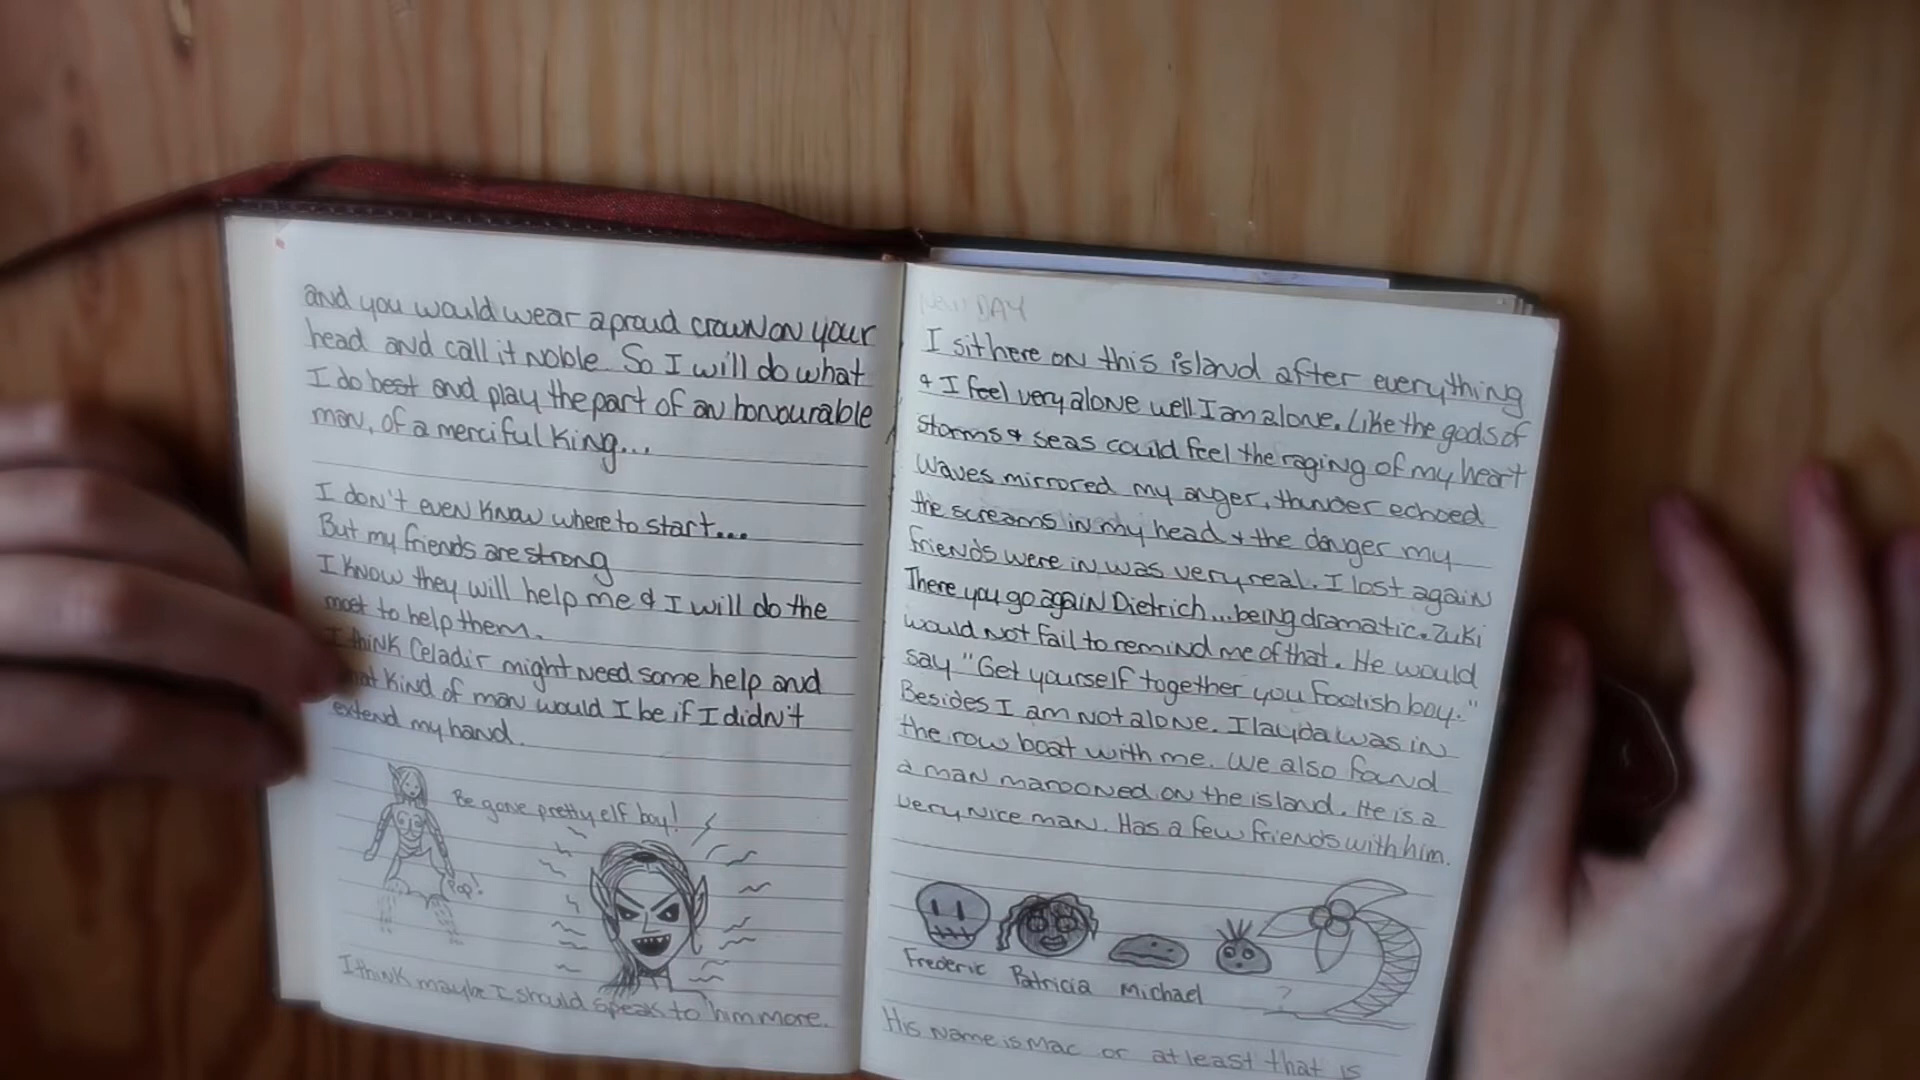 and you would wear a proud crown on your
head and call it noble. So I will do what
I do best and play the part of an honourable
man, of a merciful king...
I don't even know where to start...
But my friends are strong
I know they will help me & I will do the
most to help them.
I think Celadir might need some help and
what kind of man would I be if I didn't
extend my hand.
Be gone pretty elf boy!
Pop!
I think maybe I should speak to him more.
New DAY
I sit here on this island after everything
& I feel very alone well I am alone. Like the gods of
storms & seas could feel the raging of my heart
waves mirrored my anger, thunder echoed
the screams in my head & the danger my
friends were in was very real. I lost again
There you go again Dietrich... being dramatic. Zuki
would not fail to remind me of that. He would
say "Get yourself together you foolish boy."
Besides I am not alone. Ilayda was in
the row boat with me. We also found
a man marooned on the island. He is a
very nice man. Has a few friends with him.
Frederic Patricia Michael ?
His name is Mac or at least that is